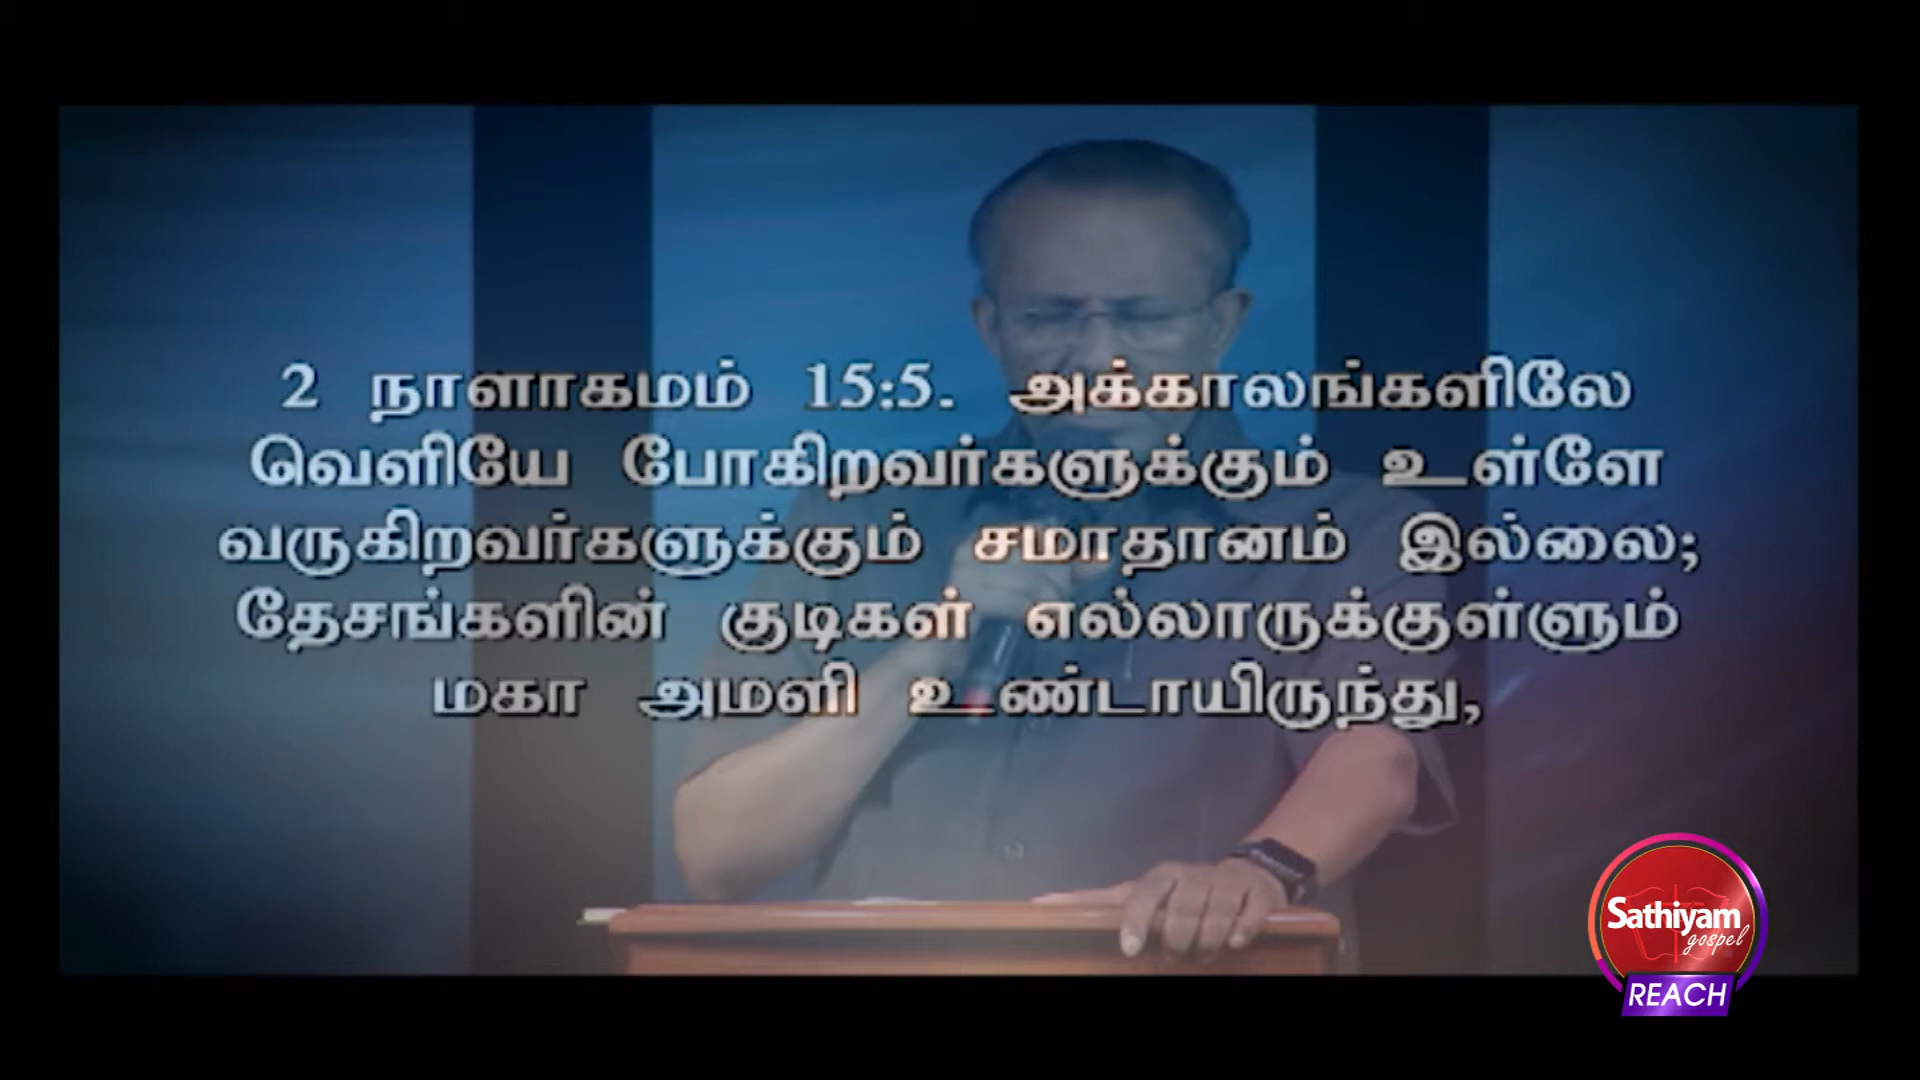 2 நாளாகமம் 15:5. அக்காலங்களிலே
வெளியே போகிறவர்களுக்கும் உள்ளே
வருகிறவர்களுக்கும் சமாதானம் இல்லை;
தேசங்களின் குடிகள் எல்லாருக்குள்ளும்
மகா அமளி உண்டாயிருந்து,
Sathiyam
gospel
REACH